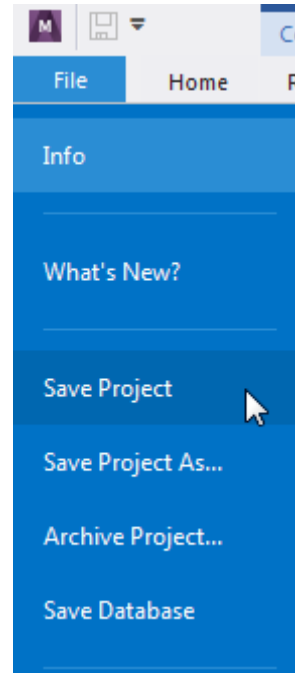 M
File Home
Info
What's New?
Save Project
Save Project As...
Archive Project...
Save Database